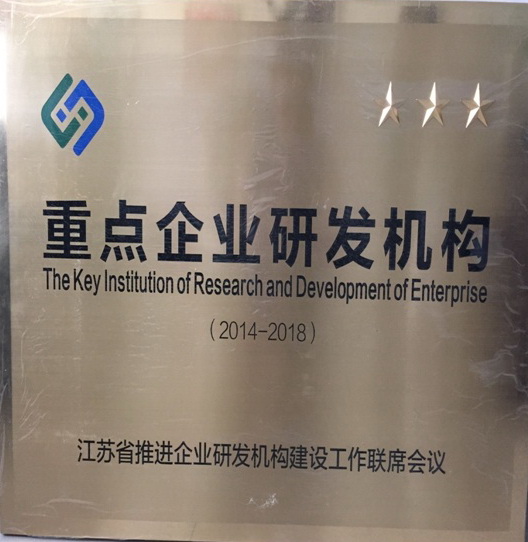 重点企业研发机构
The Key Institution of Research and Development of Enterprise
(2014-2018)
江苏省推进企业研发机构建设工作联席会议